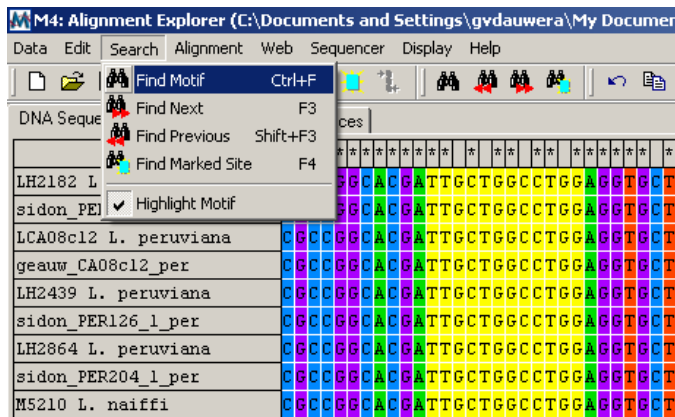 M4: Alignment Explorer (C:\Documents and Settings\gvdauwera\My Documen
Data Edit Search Alignment Web Sequencer Display Help
Find Motif Ctrl+F
Find Next F3
DNA Seque ces
Find Previous Shift+F3
********* * ** ****** *
Find Marked Site F4
LH2182 L GGCACGATTGCTGGCCTGGAGGTGCT
Highlight Motif
sidon_PE GGCACGATTGCTGGCCTGGAGGTGCT
LCA08cl2 L. peruviana CGCCGGCACGATTGCTGGCCTGGAGGTGCT
geauw_CA08cl2_per CGCCGGCACGATTGCTGGCCTGGAGGTGCT
LH2439 L. peruviana CGCCGGCACGATTGCTGGCCTGGAGGTGCT
sidon_PER126_1_per CGCCGGCACGATTGCTGGCCTGGAGGTGCT
LH2864 L. peruviana CGCCGGCACGATTGCTGGCCTGGAGGTGCT
sidon_PER204_1_per CGCCGGCACGATTGCTGGCCTGGAGGTGCT
M5210 L. naiffi CGCCGGCACGATTGCTGGCCTGGAGGTGCT